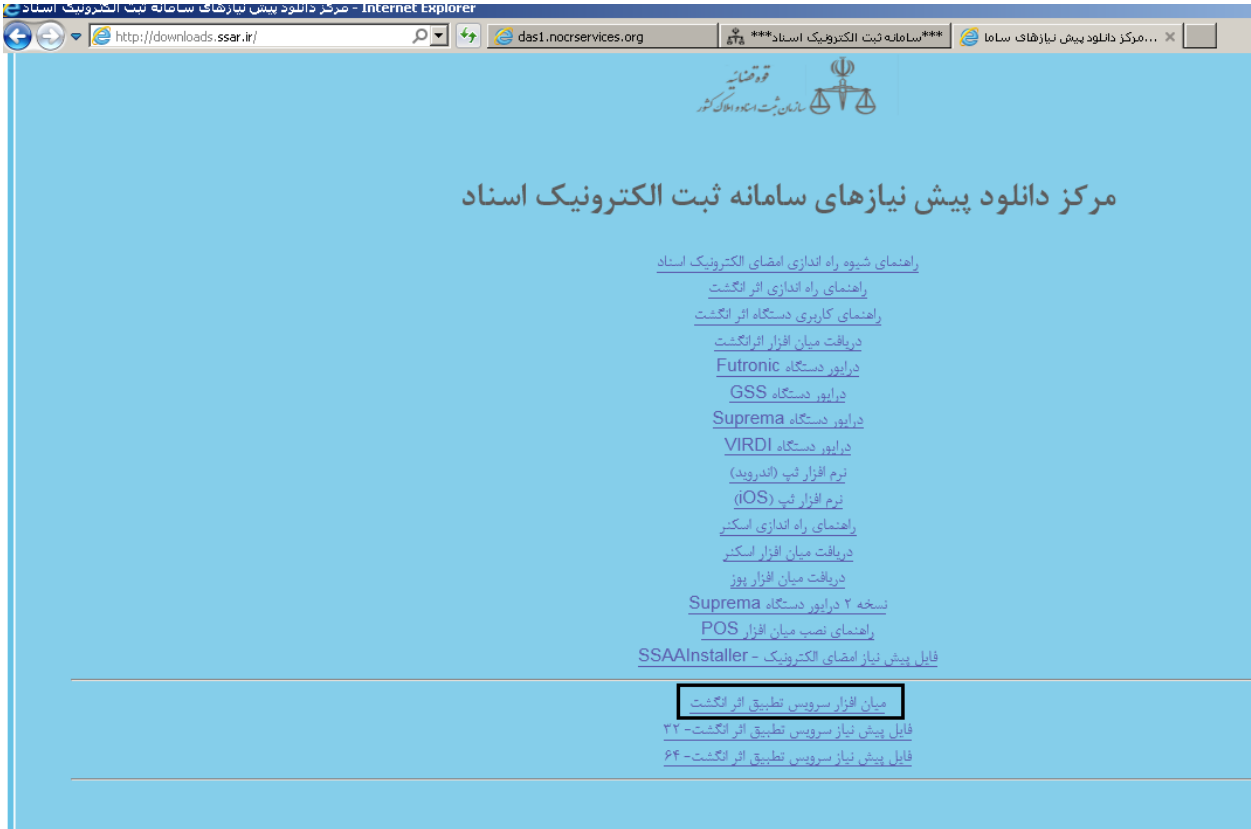 مرکز دانلود پیش نیازهای سامانه ثبت الکترونیک اسناد - Internet Explorer
http://downloads.ssar.ir/
das1.nocrservices.org
***سامانه ثبت الکترونیک اسناد***
مرکز دانلود پیش نیازهای ساما...
قوه قضائیه
سازمان ثبت اسناد و املاک کشور
مرکز دانلود پیش نیازهای سامانه ثبت الکترونیک اسناد
راهنمای شیوه راه اندازی امضای الکترونیک اسناد
راهنمای راه اندازی اثر انگشت
راهنمای کاربری دستگاه اثر انگشت
دریافت میان افزار اثرانگشت
درایور دستگاه Futronic
درایور دستگاه GSS
درایور دستگاه Suprema
درایور دستگاه VIRDI
نرم افزار ثپ (اندروید)
نرم افزار ثپ (iOS)
راهنمای راه اندازی اسکنر
دریافت میان افزار اسکنر
دریافت میان افزار پوز
نسخه ۲ درایور دستگاه Suprema
راهنمای نصب میان افزار POS
فایل پیش نیاز امضای الکترونیک - SSAAInstaller
میان افزار سرویس تطبیق اثر انگشت
فایل پیش نیاز سرویس تطبیق اثر انگشت- ۳۲
فایل پیش نیاز سرویس تطبیق اثر انگشت- ۶۴